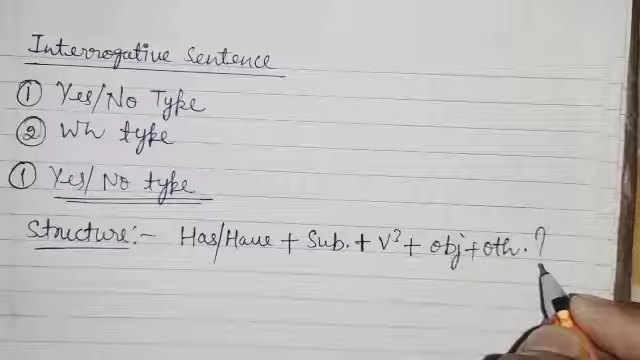 Interrogative Sentence
① Yes/No Type
② Wh type
① Yes/No type
Structure:- Has/Have + Sub. + V³ + obj + oth. ?